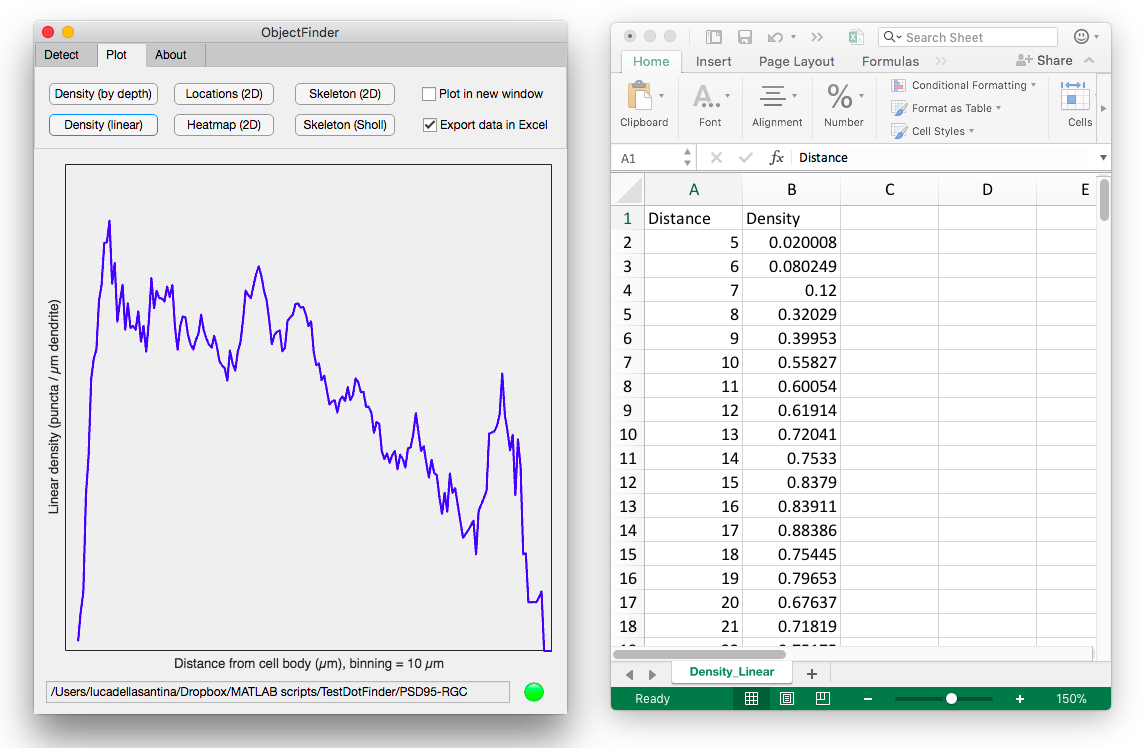 ObjectFinder
Detect Plot About
Density (by depth) Locations (2D) Skeleton (2D) Plot in new window
Density (linear) Heatmap (2D) Skeleton (Sholl) Export data in Excel
Linear density (puncta / µm dendrite)
Distance from cell body (µm), binning = 10 µm
/Users/lucadellasantina/Dropbox/MATLAB scripts/TestDotFinder/PSD95-RGC
Search Sheet
Home Insert Page Layout Formulas Share
Clipboard Font Alignment Number Conditional Formatting
Format as Table
Cell Styles
Cells
A1 fx Distance
A B C D E
1 Distance Density
2 5 0.020008
3 6 0.080249
4 7 0.12
5 8 0.32029
6 9 0.39953
7 10 0.55827
8 11 0.60054
9 12 0.61914
10 13 0.72041
11 14 0.7533
12 15 0.8379
13 16 0.83911
14 17 0.88386
15 18 0.75445
16 19 0.79653
17 20 0.67637
18 21 0.71819
Density_Linear +
Ready 150%